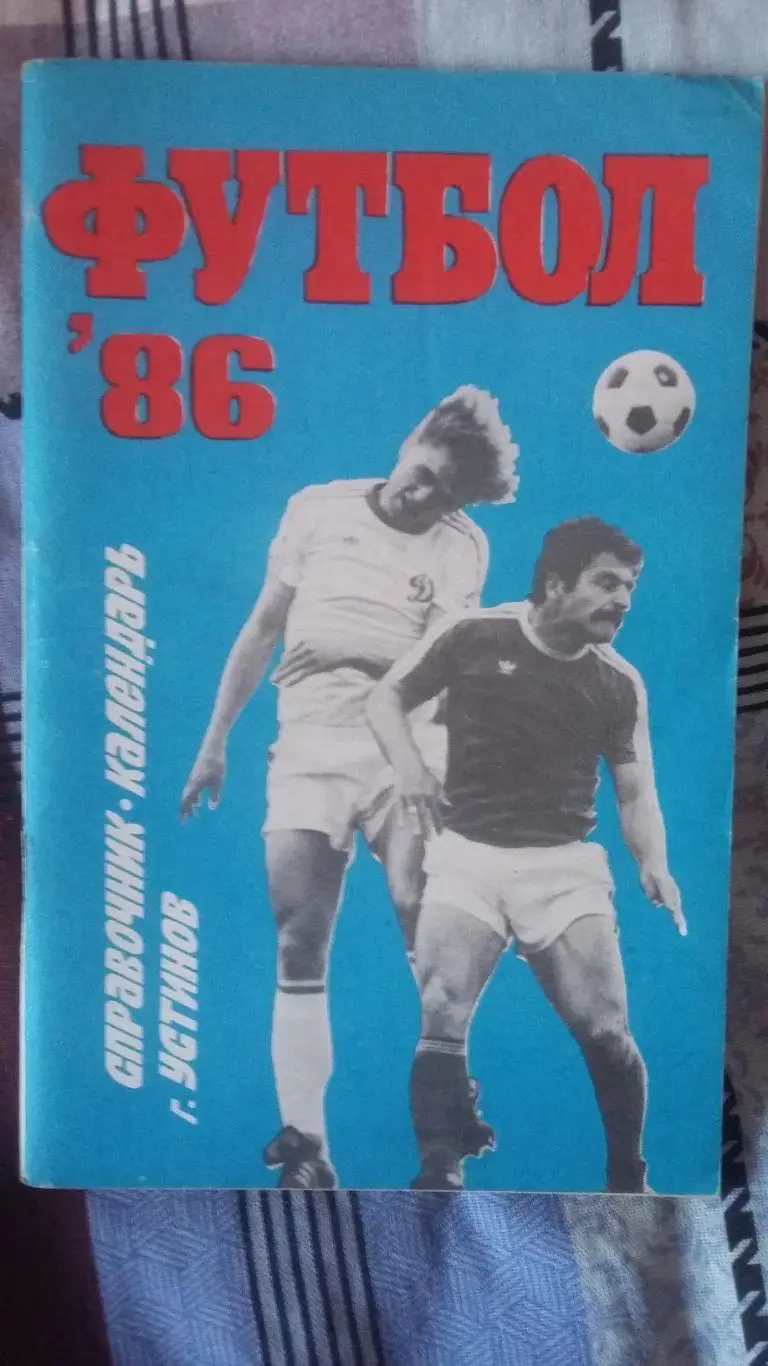 ФУТБОЛ
'86
СПРАВОЧНИК·КАЛЕНДАРЬ
г. УСТИНОВ
Д